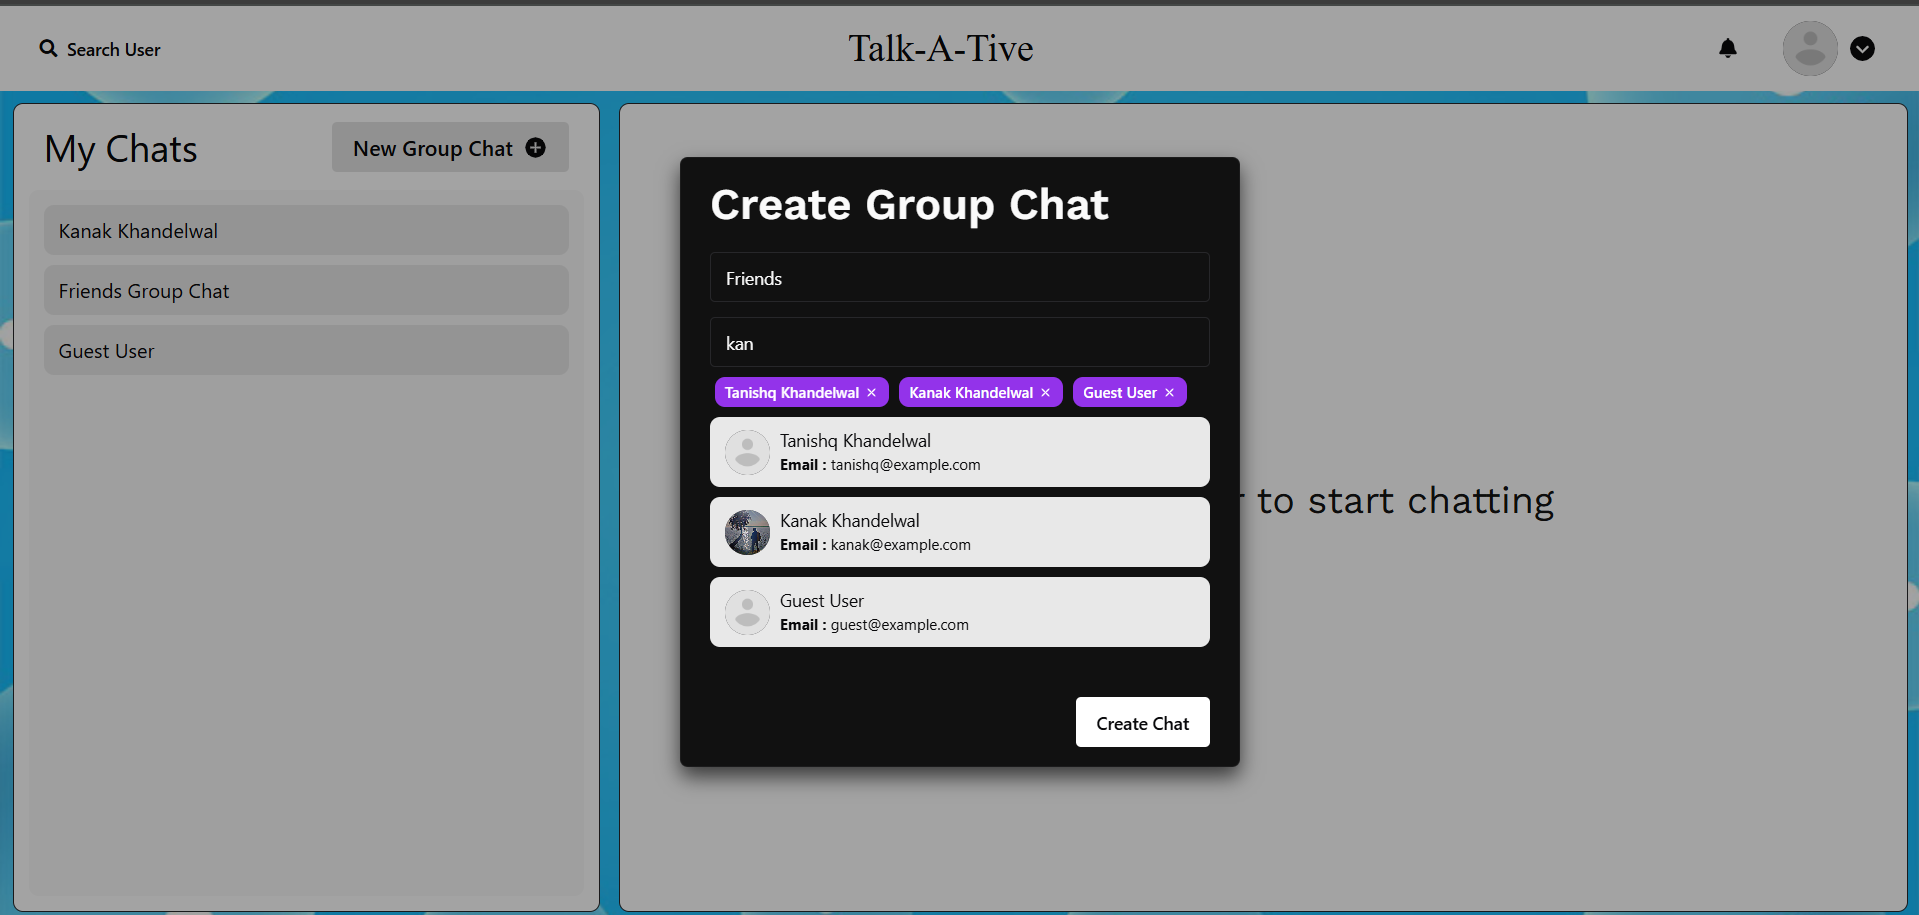 Search User
Talk-A-Tive
My Chats
New Group Chat
Kanak Khandelwal
Friends Group Chat
Guest User
Create Group Chat
Friends
kan
Tanishq Khandelwal × Kanak Khandelwal × Guest User ×
Tanishq Khandelwal
Email : tanishq@example.com
Kanak Khandelwal
Email : kanak@example.com
Guest User
Email : guest@example.com
Create Chat
to start chatting